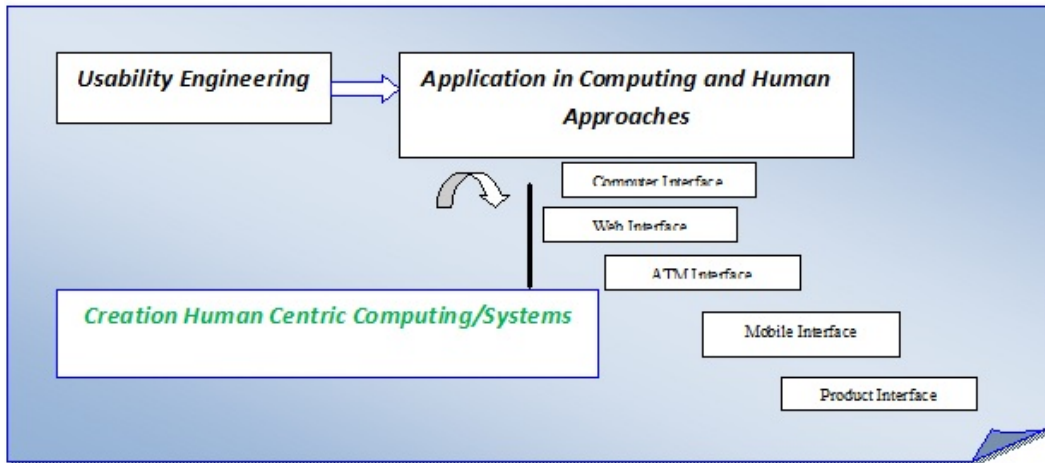 Usability Engineering
Application in Computing and Human
Approaches
Computer Interface
Web Interface
ATM Interface
Creation Human Centric Computing/Systems
Mobile Interface
Product Interface